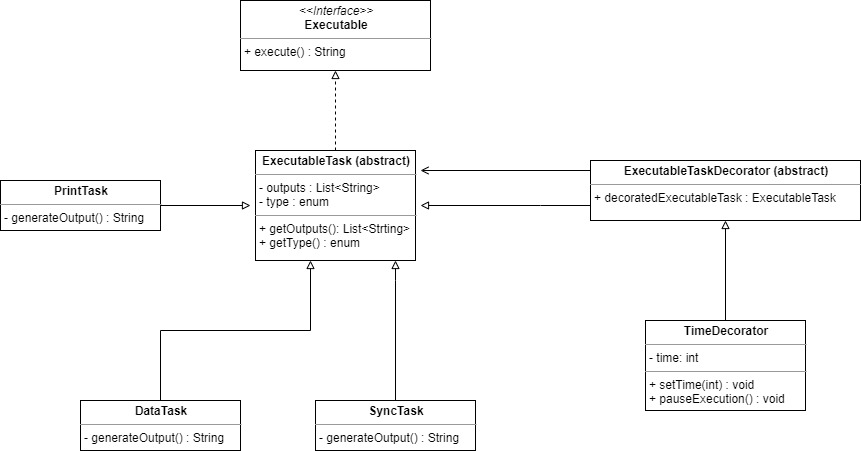 <<Interface>>
Executable
+ execute() : String
ExecutableTask (abstract)
- outputs : List<String>
- type : enum
+ getOutputs(): List<Strting>
+ getType() : enum
PrintTask
- generateOutput() : String
ExecutableTaskDecorator (abstract)
+ decoratedExecutableTask : ExecutableTask
TimeDecorator
- time: int
+ setTime(int) : void
+ pauseExecution() : void
DataTask
- generateOutput() : String
SyncTask
- generateOutput() : String